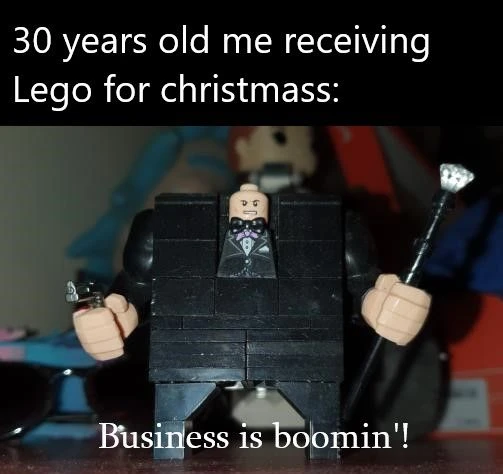 30 years old me receiving
Lego for christmass:
Business is boomin'!